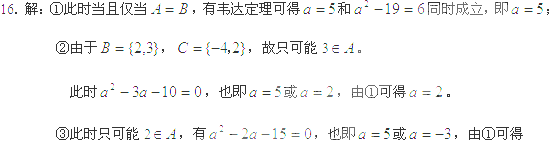 16. 解：①此时当且仅当 A = B，有韦达定理可得 a = 5 和 a² − 19 = 6 同时成立，即 a = 5；
②由于 B = {2,3}，C = {−4,2}，故只可能 3 ∈ A。
此时 a² − 3a − 10 = 0，也即 a = 5 或 a = 2，由①可得 a = 2。
③此时只可能 2 ∈ A，有 a² − 2a − 15 = 0，也即 a = 5 或 a = −3，由①可得